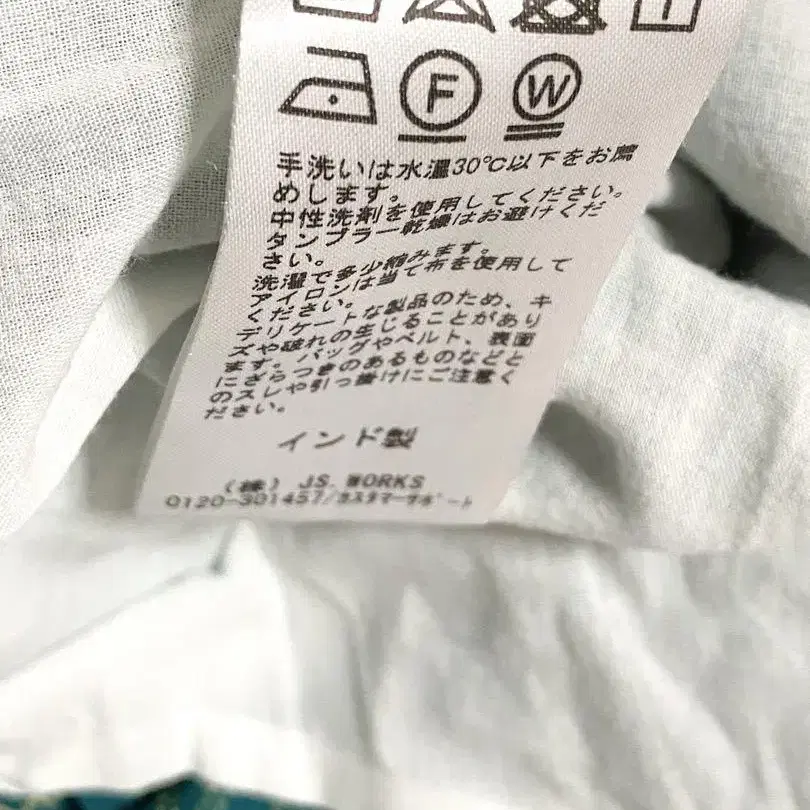 F W
手洗いは水温30℃以下をお薦
めします。
中性洗剤を使用してください。
タンブラー乾燥はお避けくだ
さい。
洗濯で多少縮みます。
アイロンは当て布を使用して
ください。
デリケートな製品のため、キ
ズや破れの生じることがあり
ます。バッグやベルト、表面
にざらつきのあるものなどと
のスレや引っ掛けにご注意く
ださい。
インド製
(株) JS. WORKS
0120-301457/カスタマーサポート